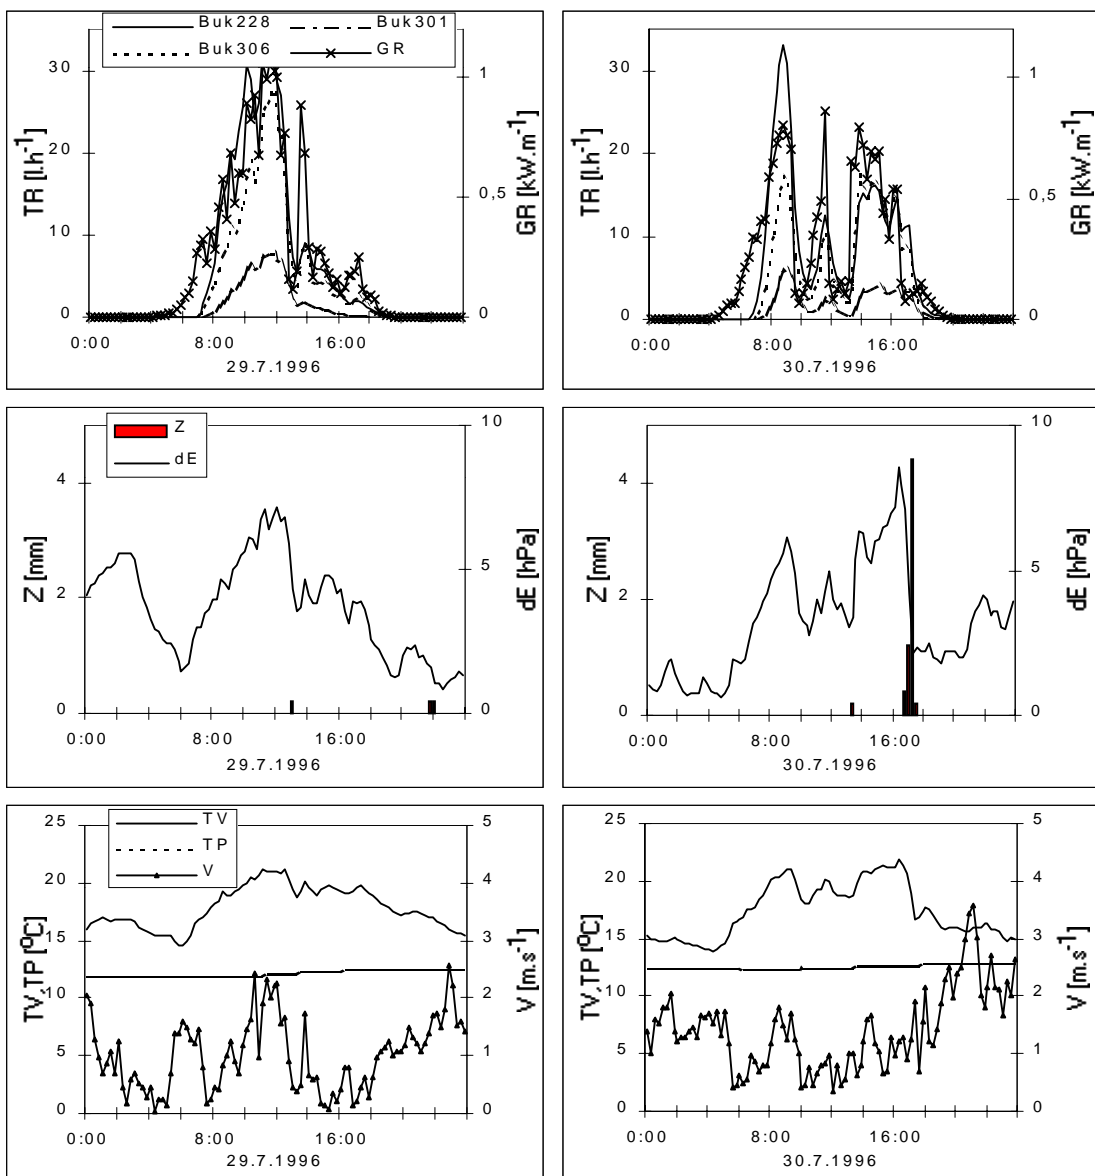 Buk228 Buk301
Buk306 GR
TR [l.h-1]
30
20
10
0
1
0,5
0
GR [kW.m-1]
0:00 8:00 16:00
29.7.1996
TR [l.h-1]
30
20
10
0
1
0,5
0
GR [kW.m-1]
0:00 8:00 16:00
30.7.1996
Z
dE
Z [mm]
4
2
0
10
5
0
dE [hPa]
0:00 8:00 16:00
29.7.1996
Z [mm]
4
2
0
10
5
0
dE [hPa]
0:00 8:00 16:00
30.7.1996
TV
TP
V
TV,TP [ºC]
25
20
15
10
5
0
5
4
3
2
1
0
V [m.s-1]
0:00 8:00 16:00
29.7.1996
TV,TP [ºC]
25
20
15
10
5
0
5
4
3
2
1
0
V [m.s-1]
0:00 8:00 16:00
30.7.1996